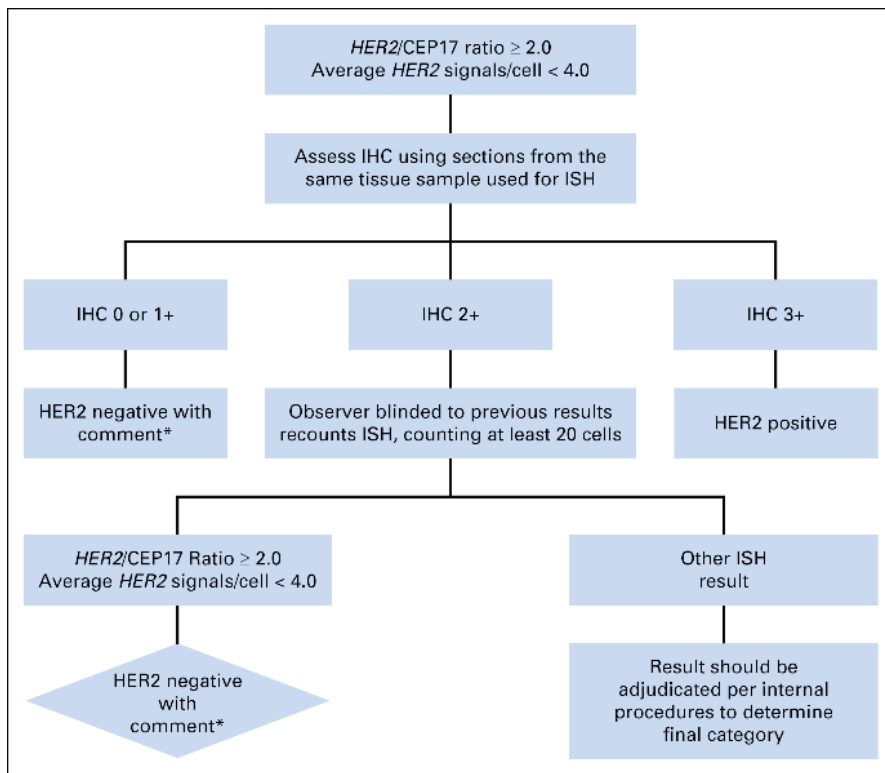 HER2/CEP17 ratio ≥ 2.0
Average HER2 signals/cell < 4.0
Assess IHC using sections from the
same tissue sample used for ISH
IHC 0 or 1+
IHC 2+
IHC 3+
HER2 negative with
comment*
Observer blinded to previous results
recounts ISH, counting at least 20 cells
HER2 positive
HER2/CEP17 Ratio ≥ 2.0
Average HER2 signals/cell < 4.0
Other ISH
result
HER2 negative
with
comment*
Result should be
adjudicated per internal
procedures to determine
final category